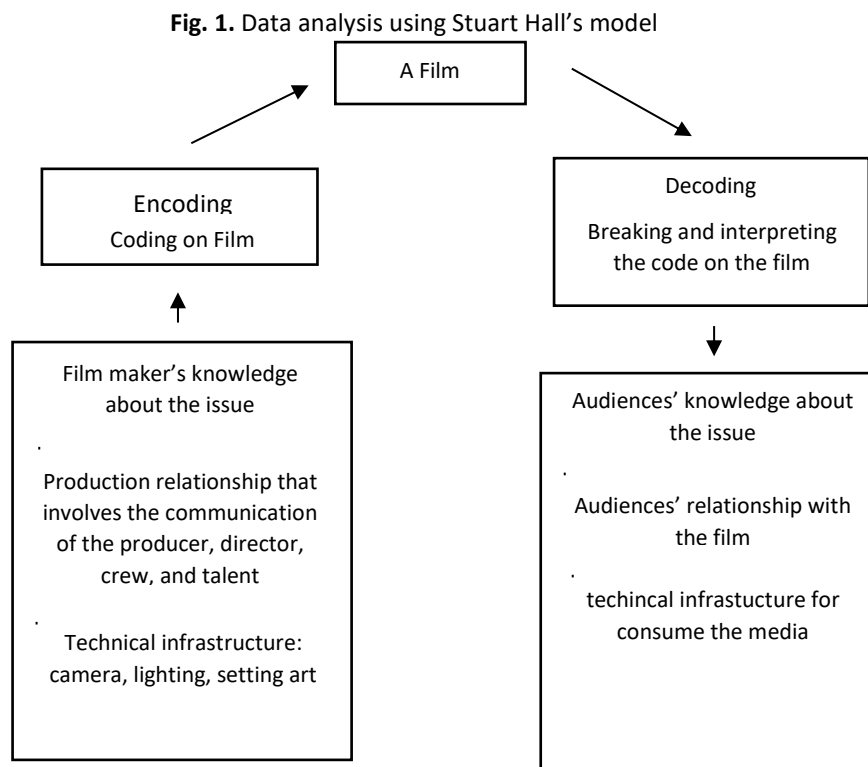 Fig. 1. Data analysis using Stuart Hall’s model
A Film
Encoding
Coding on Film
Decoding
Breaking and interpreting
the code on the film
Film maker’s knowledge
about the issue
.
Production relationship that
involves the communication
of the producer, director,
crew, and talent
.
Technical infrastructure:
camera, lighting, setting art
Audiences’ knowledge about
the issue
.
Audiences’ relationship with
the film
.
techincal infrastucture for
consume the media